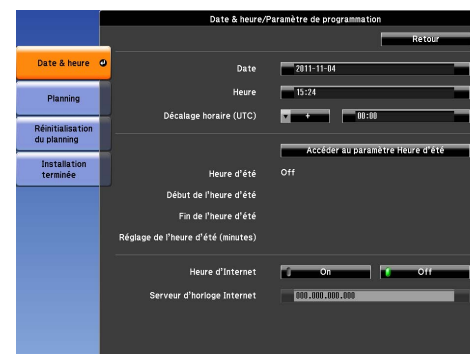 Date & heure/Paramètre de programmation
Retour
Date & heure
Planning
Réinitialisation
du planning
Installation
terminée
Date 2011-11-04
Heure 15:24
Décalage horaire (UTC) + 00:00
Accéder au paramètre Heure d'été
Heure d'été Off
Début de l'heure d'été
Fin de l'heure d'été
Réglage de l'heure d'été (minutes)
Heure d'Internet On Off
Serveur d'horloge Internet 000.000.000.000